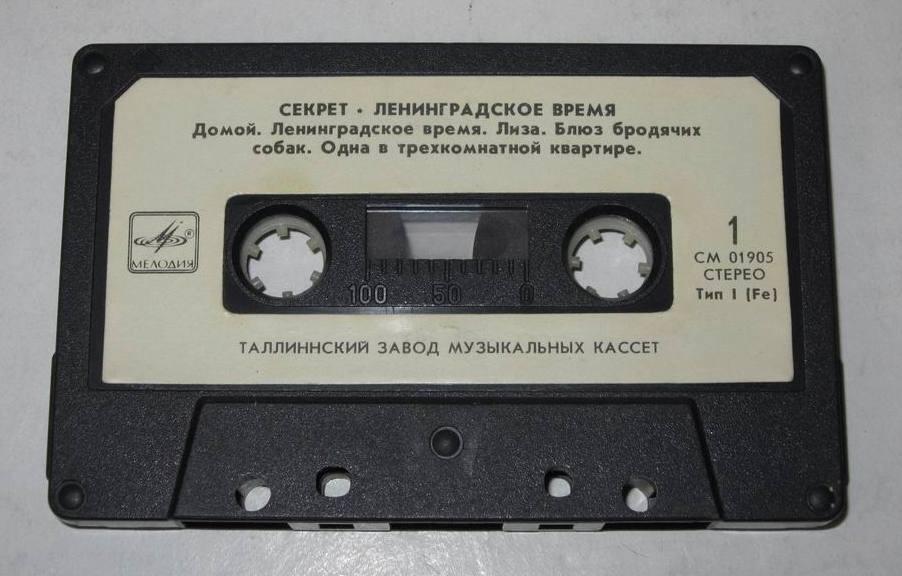 СЕКРЕТ • ЛЕНИНГРАДСКОЕ ВРЕМЯ
Домой. Ленинградское время. Лиза. Блюз бродячих
собак. Одна в трехкомнатной квартире.
®
МЕЛОДИЯ
1
СМ 01905
СТЕРЕО
Тип I (Fe)
100 50 0
ТАЛЛИННСКИЙ ЗАВОД МУЗЫКАЛЬНЫХ КАССЕТ